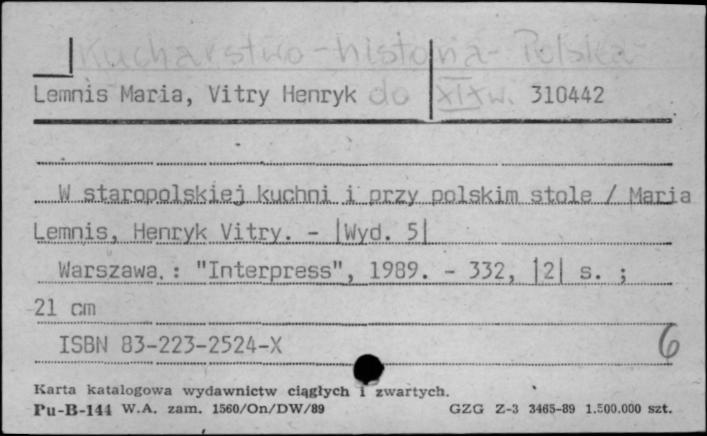 Kucharstwo-historia-Polska-
Lemnis Maria, Vitry Henryk do XIXw. 310442
W staropolskiej kuchni i przy polskim stole / Maria
Lemnis, Henryk Vitry. - |Wyd. 5|
Warszawa. : "Interpress", 1989. - 332, |2| s. ;
21 cm
ISBN 83-223-2524-X 6
Karta katalogowa wydawnictw ciągłych i zwartych.
Pu-B-144 W.A. zam. 1560/On/DW/89 GZG Z-3 3465-89 1.500.000 szt.